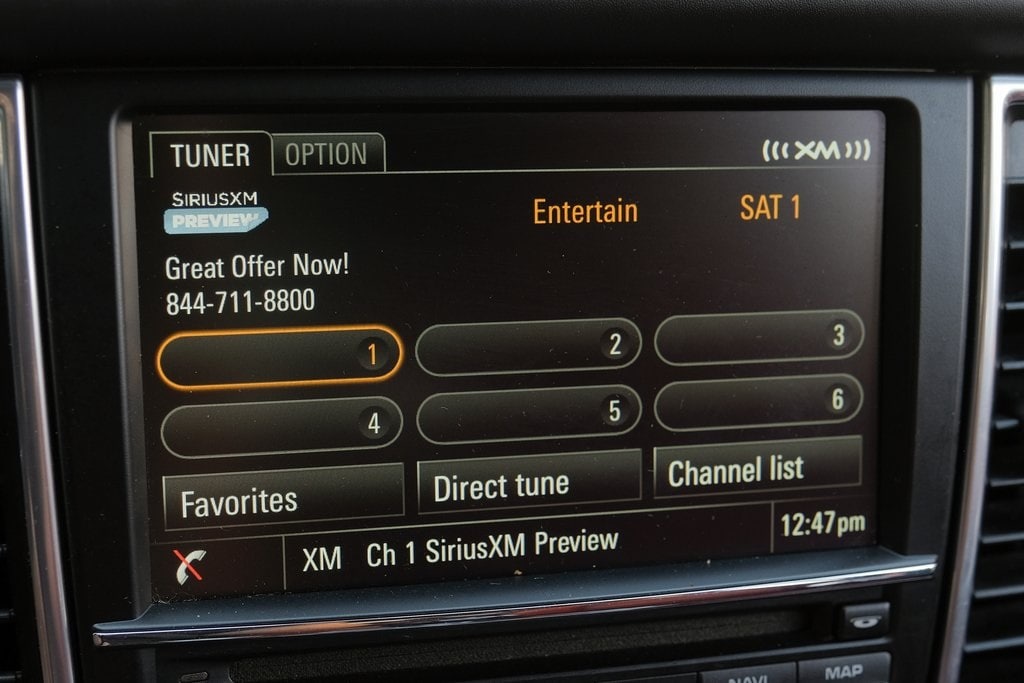 TUNER OPTION (((XM)))
SIRIUSXM
PREVIEW
Entertain SAT 1
Great Offer Now!
844-711-8800
1 2 3
4 5 6
Favorites Direct tune Channel list
XM Ch 1 SiriusXM Preview 12:47pm
NAVI MAP